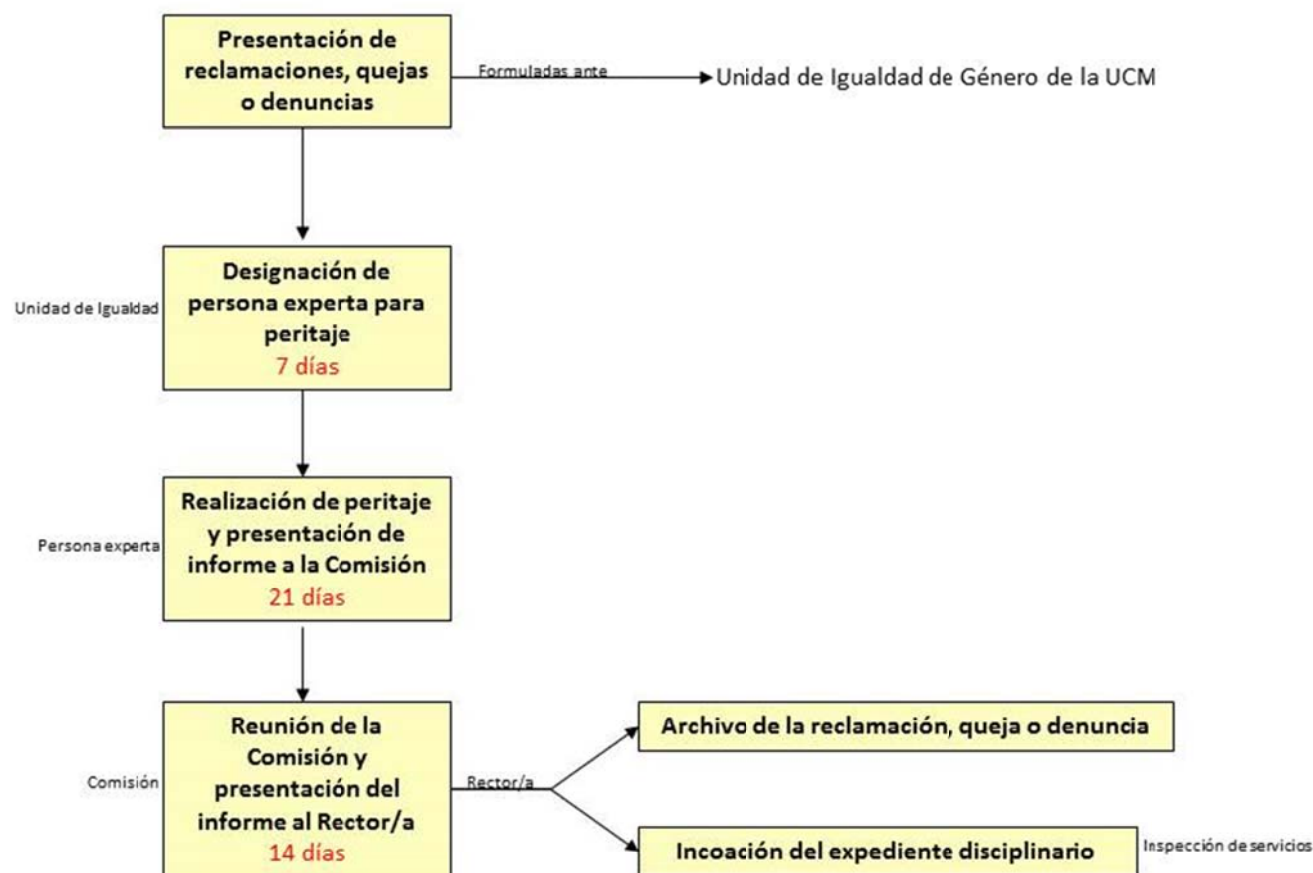 Presentación de
reclamaciones, quejas
o denuncias
Formuladas ante
Unidad de Igualdad de Género de la UCM
Unidad de Igualdad
Designación de
persona experta para
peritaje
7 días
Persona experta
Realización de peritaje
y presentación de
informe a la Comisión
21 días
Comisión
Reunión de la
Comisión y
presentación del
informe al Rector/a
14 días
Rector/a
Archivo de la reclamación, queja o denuncia
Incoación del expediente disciplinario
Inspección de servicios